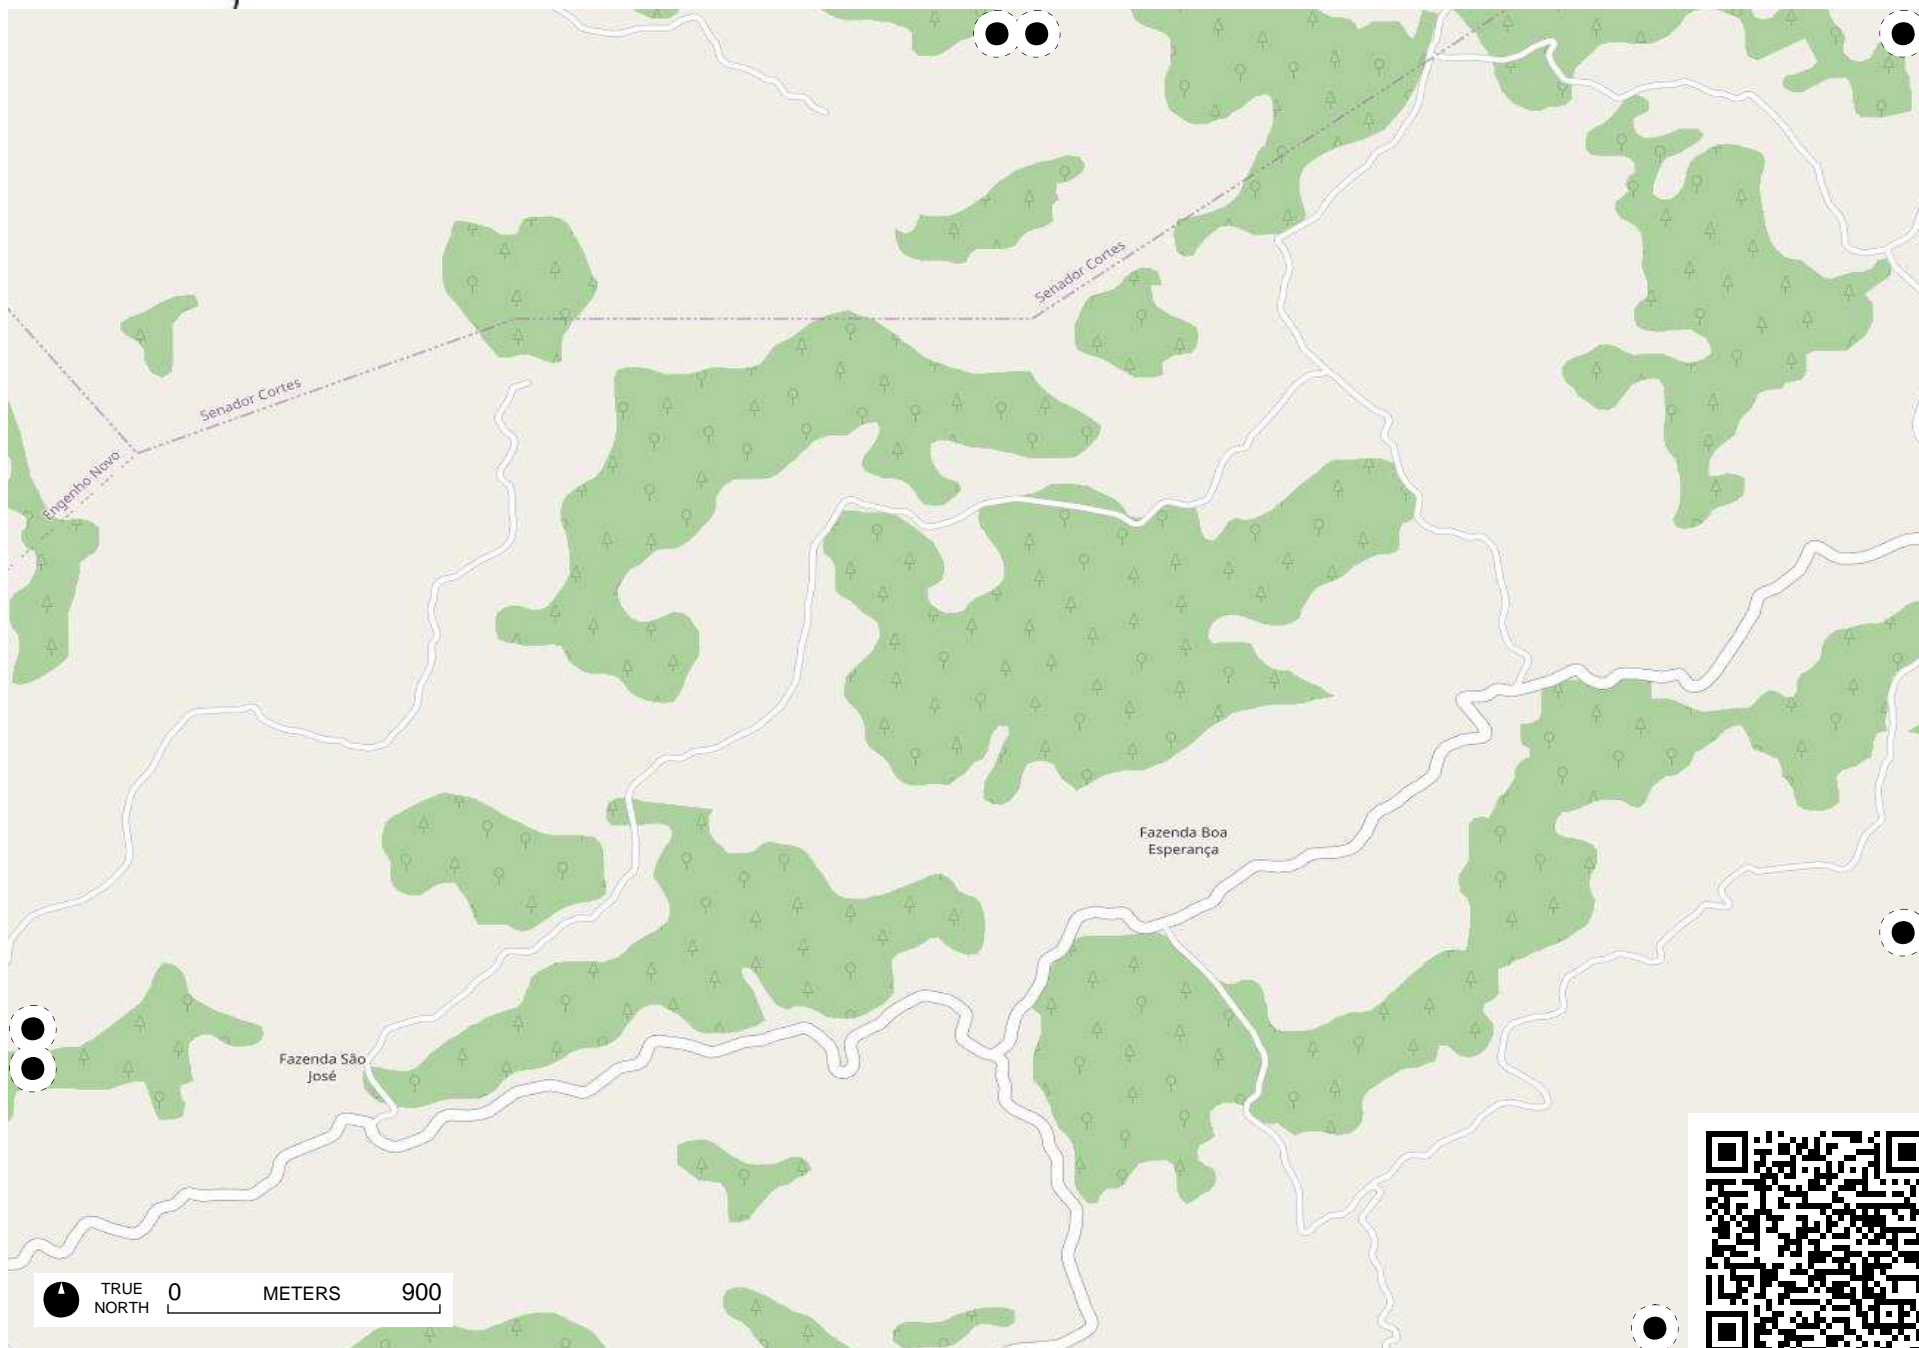 Senador Cortes
Senador Cortes
Engenho Novo
Fazenda Boa
Esperança
Fazenda São
José
TRUE
NORTH
0 METERS 900